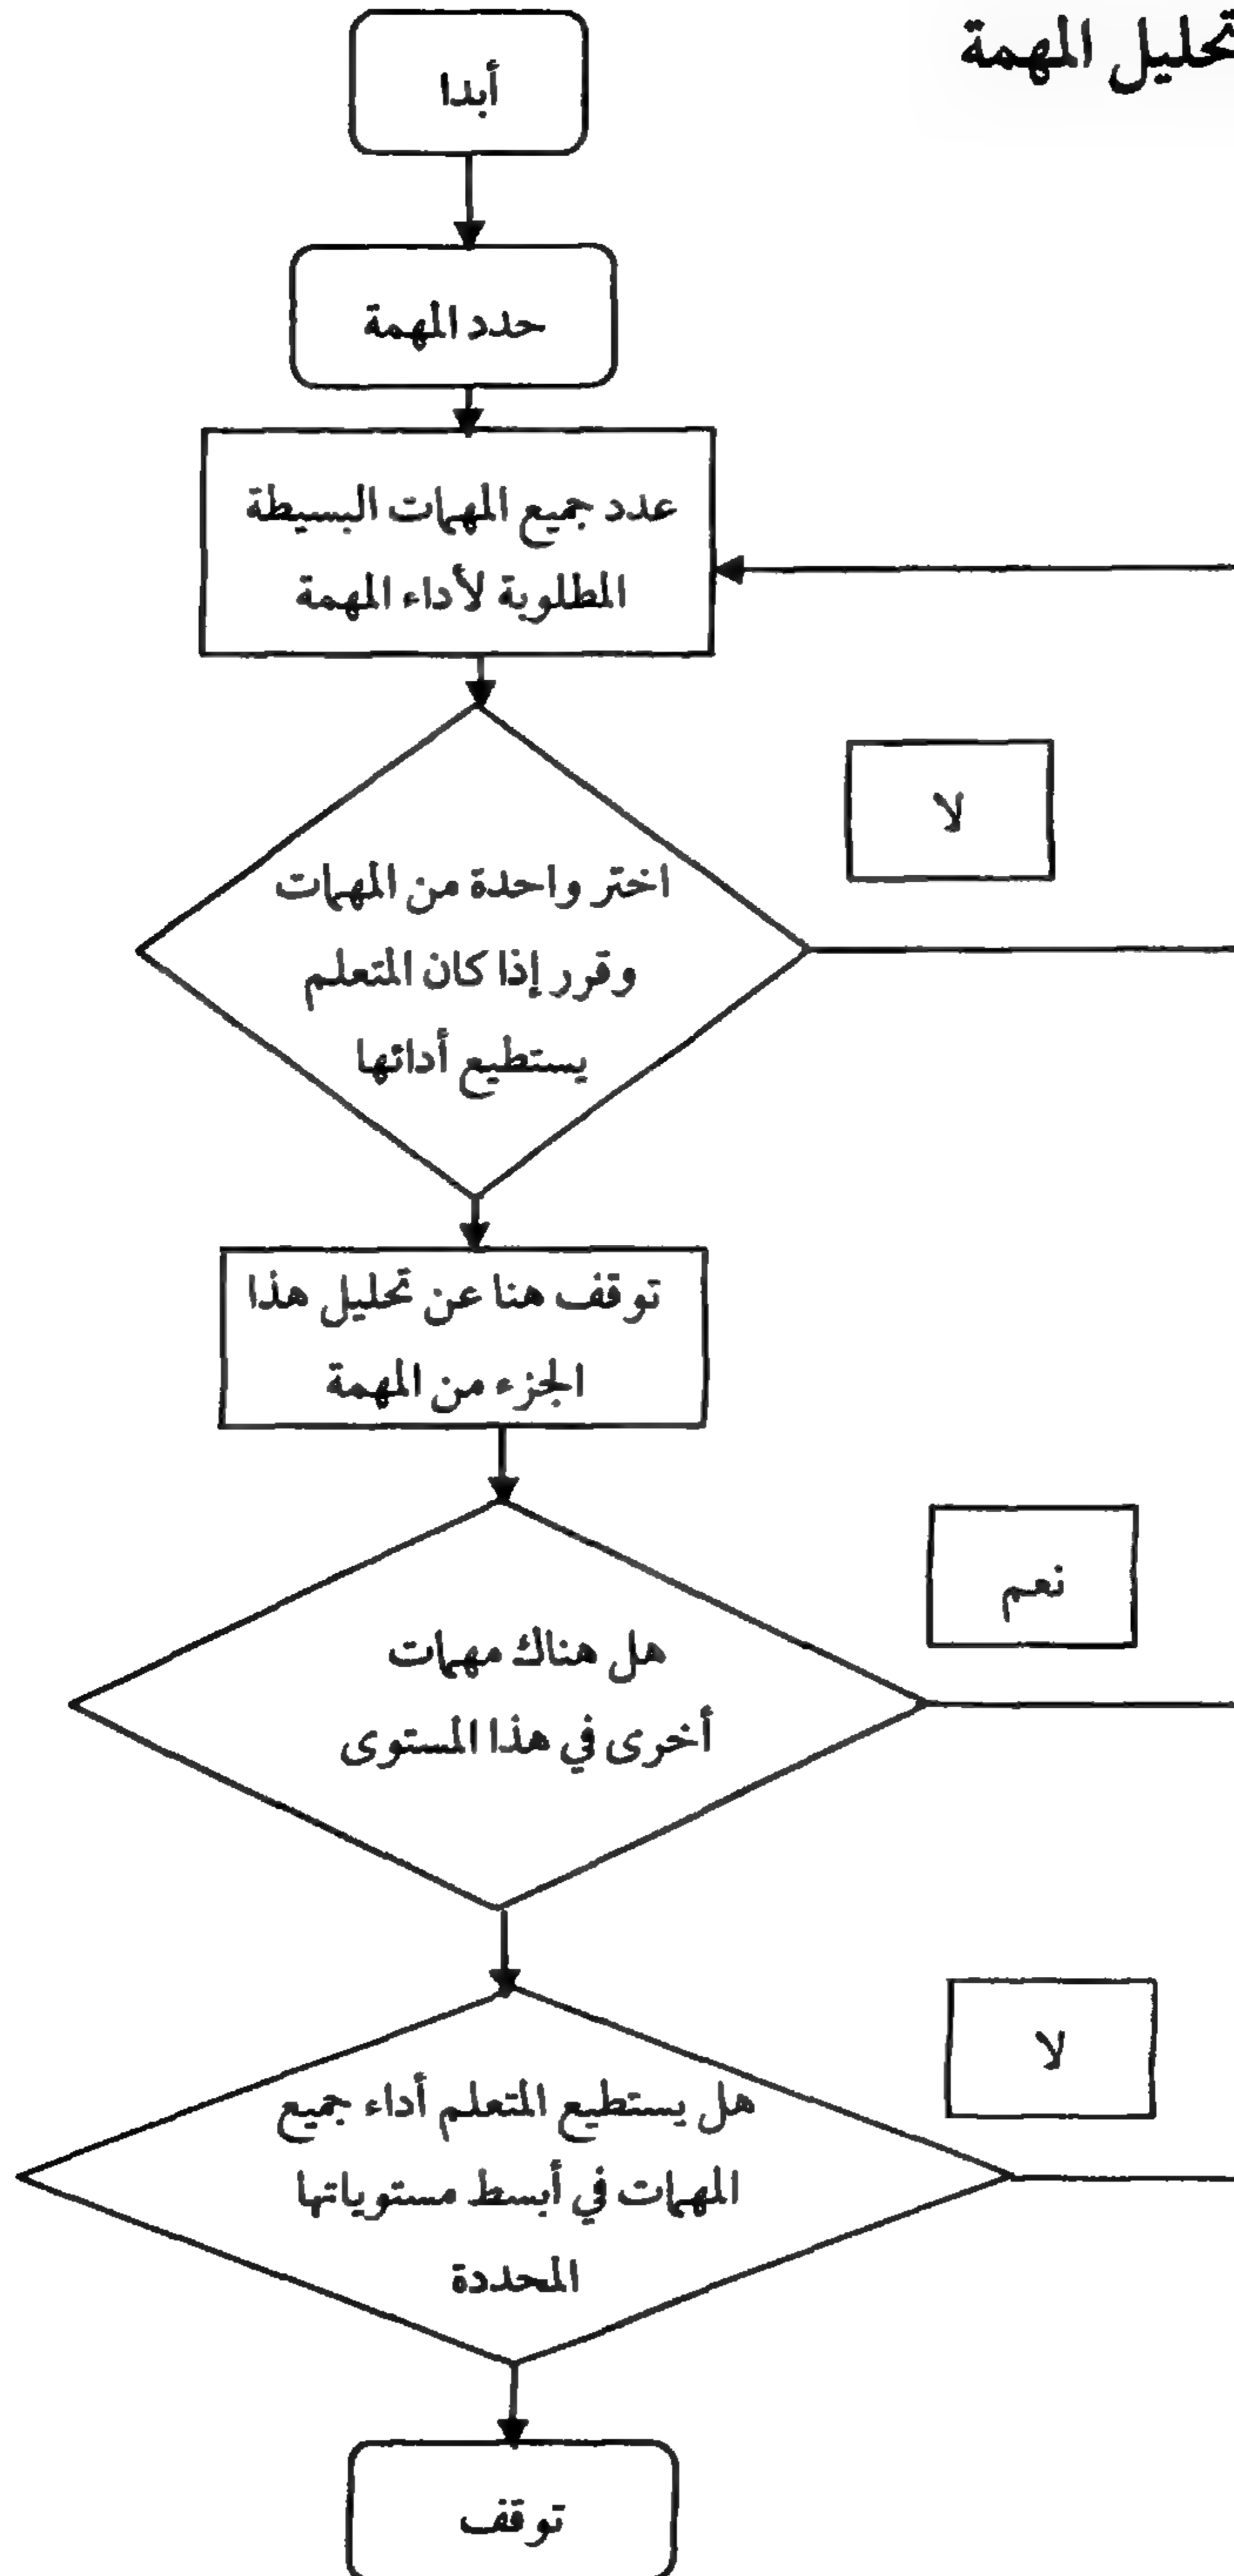 تحليل المهمة
أبدا
حدد المهمة
عدد جميع المهمات البسيطة
المطلوبة لأداء المهمة
لا
اختر واحدة من المهمات
وقرر إذا كان المتعلم
يستطيع أدائها
توقف هنا عن تحليل هذا
الجزء من المهمة
نعم
هل هناك مهمات
أخرى في هذا المستوى
لا
هل يستطيع المتعلم أداء جميع
المهمات في أبسط مستوياتها
المحددة
توقف